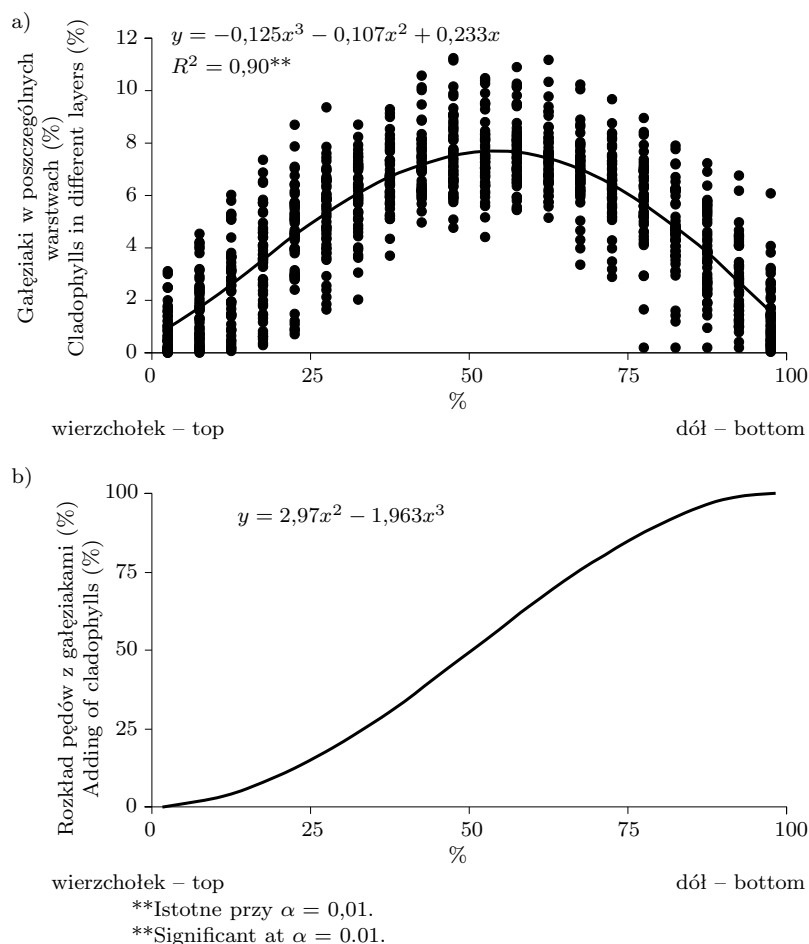 a)
y = −0,125x³ − 0,107x² + 0,233x
R² = 0,90**
Gałęziaki w poszczególnych
warstwach (%)
Cladophylls in different layers (%)
12
10
8
6
4
2
0
0 25 50 75 100
%
wierzchołek – top dół – bottom
b)
y = 2,97x² − 1,963x³
Rozkład pędów z gałęziakami (%)
Adding of cladophylls (%)
100
75
50
25
0
0 25 50 75 100
%
wierzchołek – top dół – bottom
**Istotne przy α = 0,01.
**Significant at α = 0.01.